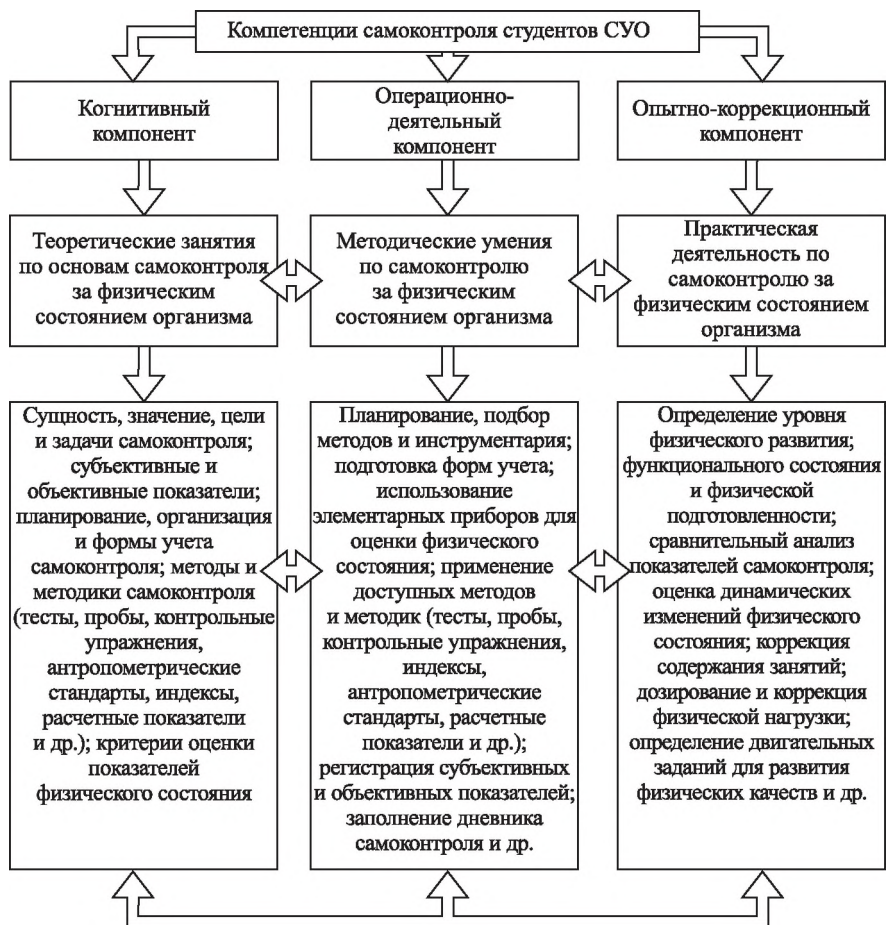 Компетенции самоконтроля студентов СУО
Когнитивный
компонент
Операционно-
деятельный
компонент
Опытно-коррекционный
компонент
Теоретические занятия
по основам самоконтроля
за физическим
состоянием организма
Методические умения
по самоконтролю
за физическим
состоянием организма
Практическая
деятельность по
самоконтролю за
физическим состоянием
организма
Сущность, значение, цели
и задачи самоконтроля;
субъективные и
объективные показатели;
планирование, организация
и формы учета
самоконтроля; методы и
методики самоконтроля
(тесты, пробы, контрольные
упражнения,
антропометрические
стандарты, индексы,
расчетные показатели
и др.); критерии оценки
показателей
физического состояния
Планирование, подбор
методов и инструментария;
подготовка форм учета;
использование
элементарных приборов для
оценки физического
состояния; применение
доступных методов
и методик (тесты, пробы,
контрольные упражнения,
индексы,
антропометрические
стандарты, расчетные
показатели и др.);
регистрация субъективных
и объективных показателей;
заполнение дневника
самоконтроля и др.
Определение уровня
физического развития;
функционального состояния
и физической
подготовленности;
сравнительный анализ
показателей самоконтроля;
оценка динамических
изменений физического
состояния; коррекция
содержания занятий;
дозирование и коррекция
физической нагрузки;
определение двигательных
заданий для развития
физических качеств и др.